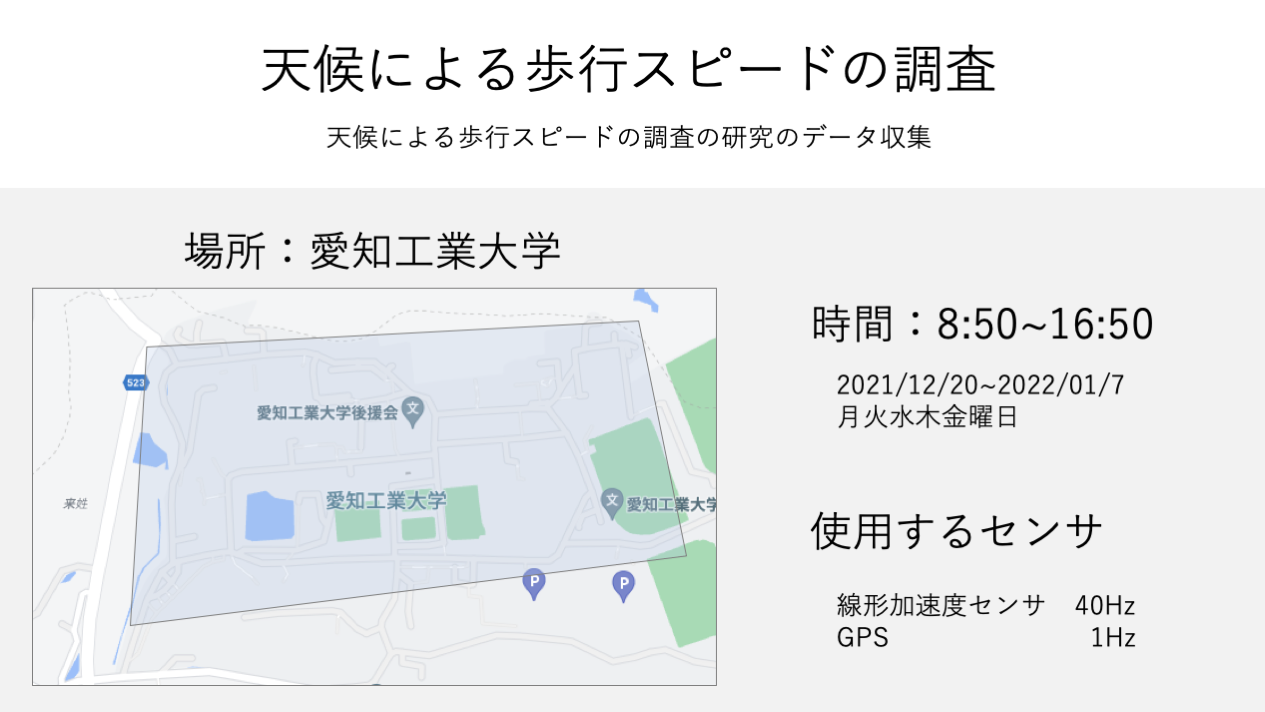 天候による歩行スピードの調査
天候による歩行スピードの調査の研究のデータ収集
場所：愛知工業大学
523
愛知工業大学後援会
文
来姓
愛知工業大学
文
愛知工業大学
P
P
時間：8:50~16:50
2021/12/20~2022/01/7
月火水木金曜日
使用するセンサ
線形加速度センサ 40Hz
GPS 1Hz